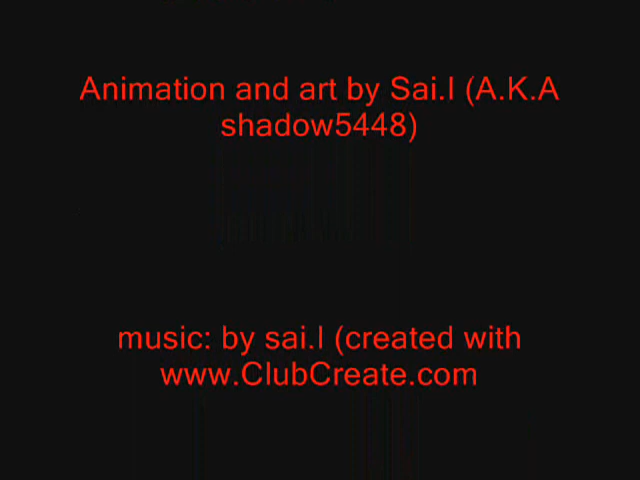 Animation and art by Sai.I (A.K.A
shadow5448)
music: by sai.I (created with
www.ClubCreate.com